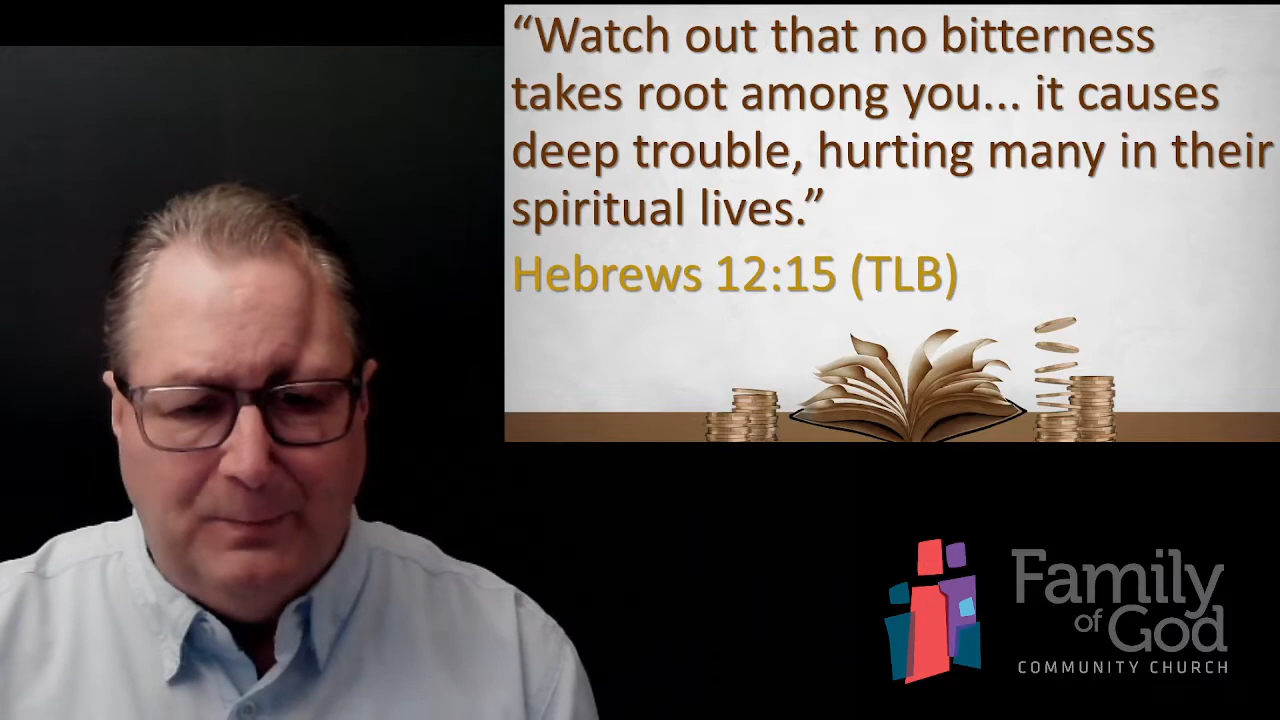 “Watch out that no bitterness
takes root among you... it causes
deep trouble, hurting many in their
spiritual lives.”
Hebrews 12:15 (TLB)
Family
of God
COMMUNITY CHURCH